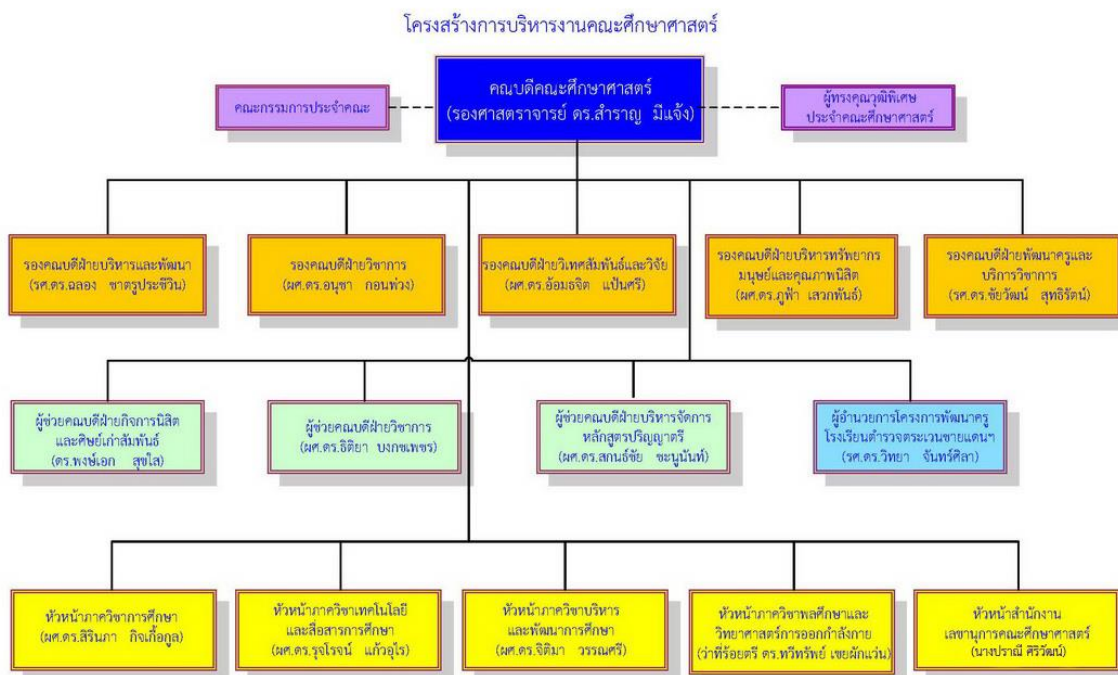 โครงสร้างการบริหารงานคณะศึกษาศาสตร์
คณบดีคณะศึกษาศาสตร์
(รองศาสตราจารย์ ดร.สำราญ มีแจ้ง)
คณะกรรมการประจำคณะ
ผู้ทรงคุณวุฒิพิเศษ
ประจำคณะศึกษาศาสตร์
รองคณบดีฝ่ายบริหารและพัฒนา
(รศ.ดร.ฉลอง ชาตรูประชีวิน)
รองคณบดีฝ่ายวิชาการ
(ผศ.ดร.อนุชา กอนพ่วง)
รองคณบดีฝ่ายวิเทศสัมพันธ์และวิจัย
(ผศ.ดร.อ้อมธจิต แป้นศรี)
รองคณบดีฝ่ายบริหารทรัพยากร
มนุษย์และคุณภาพนิสิต
(ผศ.ดร.ภูฟ้า เสวกพันธ์)
รองคณบดีฝ่ายพัฒนาครูและ
บริการวิชาการ
(รศ.ดร.ชัยวัฒน์ สุทธิรัตน์)
ผู้ช่วยคณบดีฝ่ายกิจการนิสิต
และศิษย์เก่าสัมพันธ์
(ดร.พงษ์เอก สุขใส)
ผู้ช่วยคณบดีฝ่ายวิชาการ
(ผศ.ดร.ธิติยา บงกชเพชร)
ผู้ช่วยคณบดีฝ่ายบริหารจัดการ
หลักสูตรปริญญาตรี
(ผศ.ดร.สกนธ์ชัย ชะนูนันท์)
ผู้อำนวยการโครงการพัฒนาครู
โรงเรียนตำรวจตระเวนชายแดนฯ
(รศ.ดร.วิทยา จันทร์ศิลา)
หัวหน้าภาควิชาการศึกษา
(ผศ.ดร.สิรินภา กิจเกื้อกูล)
หัวหน้าภาควิชาเทคโนโลยี
และสื่อสารการศึกษา
(ผศ.ดร.รุจโรจน์ แก้วอุไร)
หัวหน้าภาควิชาบริหาร
และพัฒนาการศึกษา
(ผศ.ดร.จิติมา วรรณศรี)
หัวหน้าภาควิชาพลศึกษาและ
วิทยาศาสตร์การออกกำลังกาย
(ว่าที่ร้อยตรี ดร.ทวีทรัพย์ เขยผักแว่น)
หัวหน้าสำนักงาน
เลขานุการคณะศึกษาศาสตร์
(นางปราณี ศิริวัฒน์)